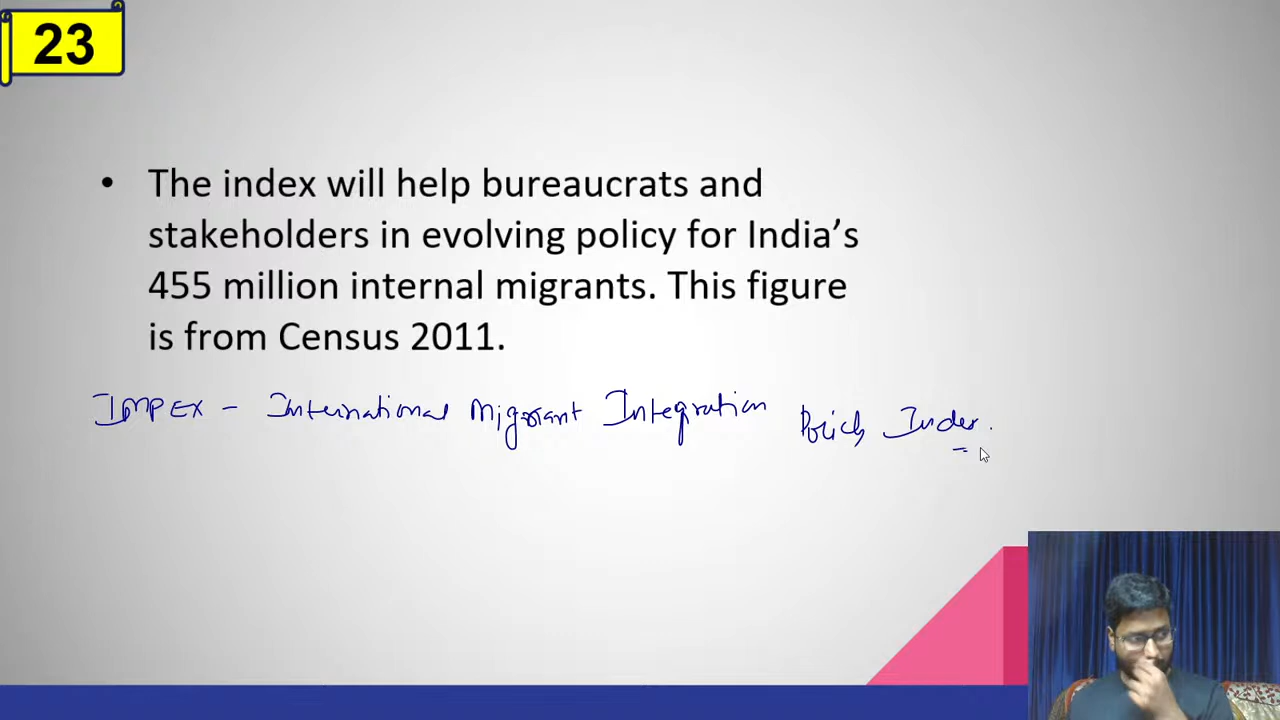 23
• The index will help bureaucrats and
stakeholders in evolving policy for India’s
455 million internal migrants. This figure
is from Census 2011.
IMPEX - International Migrant Integration Policy Index.